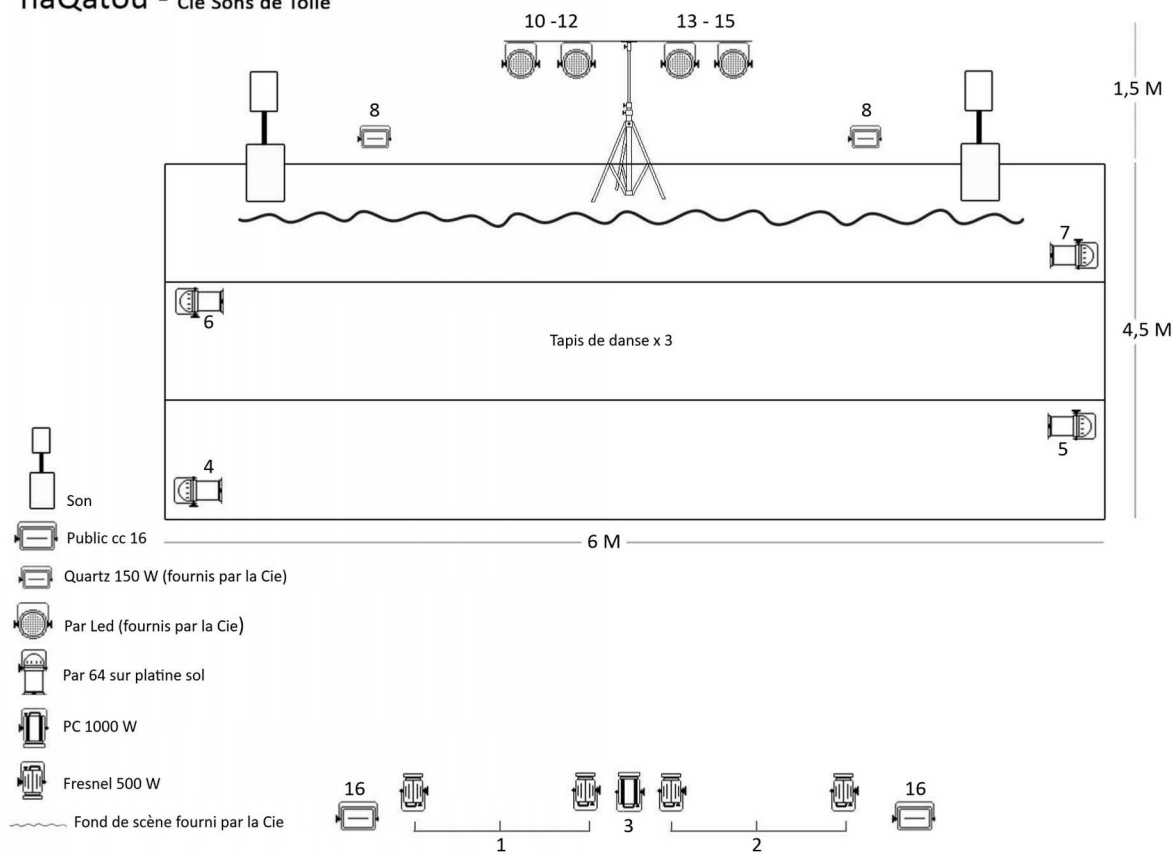 naQatou - Cie Sons de Toile
10 -12
13 - 15
1,5 M
8
8
7
6
Tapis de danse x 3
4,5 M
5
4
Son
6 M
Public cc 16
Quartz 150 W (fournis par la Cie)
Par Led (fournis par la Cie)
Par 64 sur platine sol
PC 1000 W
Fresnel 500 W
16
16
3
Fond de scène fourni par la Cie
1
2